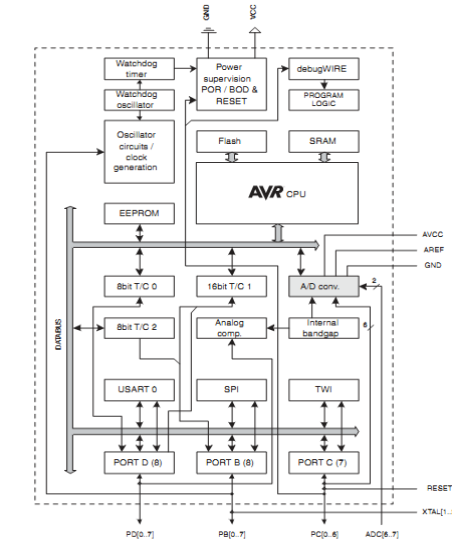 GND
VCC
Watchdog
timer
Power
supervision
POR / BOD &
RESET
debugWIRE
Watchdog
oscillator
PROGRAM
LOGIC
Oscillator
circuits /
clock
generation
Flash
SRAM
AVR CPU
EEPROM
AVCC
AREF
GND
8bit T/C 0
16bit T/C 1
A/D conv.
2
8bit T/C 2
Analog
comp.
Internal
bandgap
6
DATABUS
USART 0
SPI
TWI
PORT D (8)
PORT B (8)
PORT C (7)
RESET
XTAL[1..
PD[0..7]
PB[0..7]
PC[0..6]
ADC[6..7]